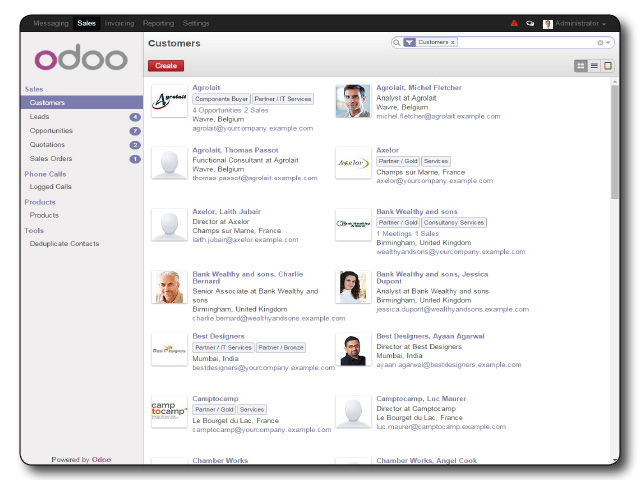 Messaging Sales Invoicing Reporting Settings
Administrator
odoo
Customers
Customers x
Create
Sales
Customers
Leads 4
Opportunities 7
Quotations 2
Sales Orders 1
Phone Calls
Logged Calls
Products
Products
Tools
Deduplicate Contacts
Powered by Odoo
Agrolait
Agrolait
Components Buyer Partner / IT Services
4 Opportunities 2 Sales
Wavre, Belgium
agrolait@yourcompany.example.com
Agrolait, Michel Fletcher
Analyst at Agrolait
Wavre, Belgium
michel.fletcher@agrolait.example.com
Agrolait, Thomas Passot
Functional Consultant at Agrolait
Wavre, Belgium
thomas.passot@agrolait.example.com
Axelor
Axelor
Partner / Gold Services
Champs sur Marne, France
axelor@yourcompany.example.com
Axelor, Laith Jubair
Director at Axelor
Champs sur Marne, France
laith.jubair@axelor.example.com
Bank Wealthy and sons
Partner / Gold Consultansy Services
1 Meetings 1 Sales
Birmingham, United Kingdom
wealthyandsons@yourcompany.example.com
Bank Wealthy and sons, Charlie
Bernard
Senior Associate at Bank Wealthy and
sons
Birmingham, United Kingdom
charlie.bernard@wealthyandsons.example.com
Bank Wealthy and sons, Jessica
Dupont
Analyst at Bank Wealthy and sons
Birmingham, United Kingdom
jessica.dupont@wealthyandsons.example.com
Best Designers
Partner / IT Services Partner / Bronze
Mumbai, India
bestdesigners@yourcompany.example.com
Best Designers, Ayaan Agarwal
Director at Best Designers
Mumbai, India
ayaan.agarwal@bestdesigners.example.com
camp
tocamp
Camptocamp
Partner / Gold Services
Le Bourget du Lac, France
camptocamp@yourcompany.example.com
Camptocamp, Luc Maurer
Director at Camptocamp
Le Bourget du Lac, France
luc.maurer@camptocamp.example.com
Chamber Works
Chamber Works, Angel Cook